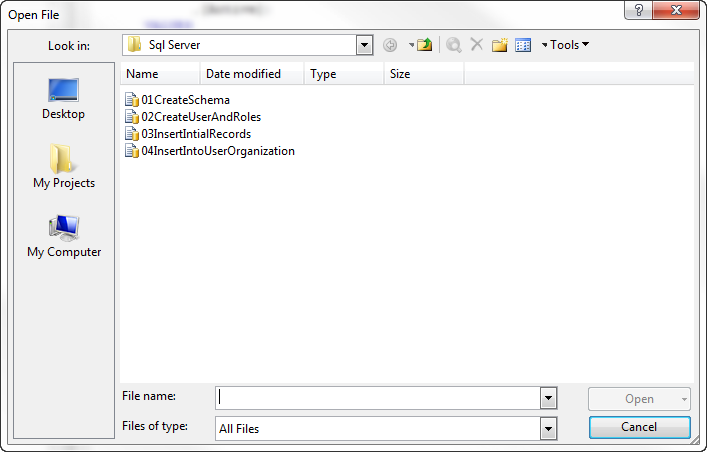 Open File
Look in:
Sql Server
Tools
Desktop
My Projects
My Computer
Name Date modified Type Size
01CreateSchema
02CreateUserAndRoles
03InsertIntialRecords
04InsertIntoUserOrganization
File name:
Open
Files of type:
All Files
Cancel